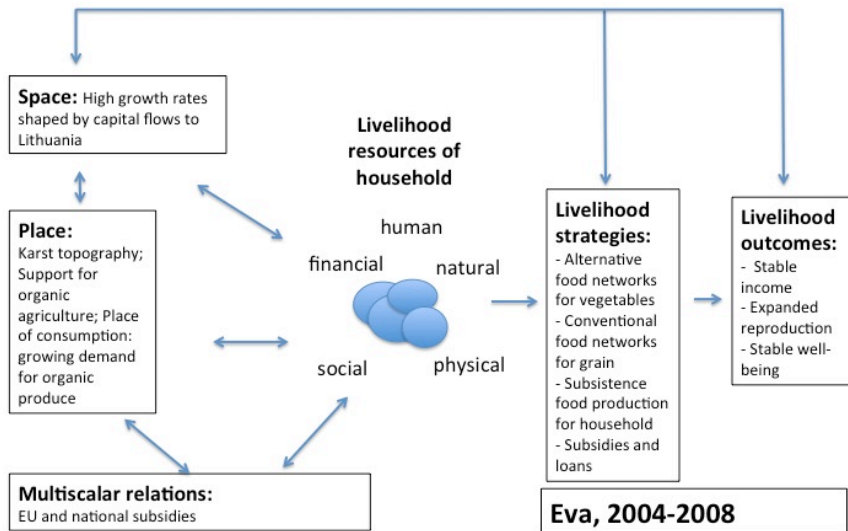 Space: High growth rates
shaped by capital flows to
Lithuania
Place:
Karst topography;
Support for
organic
agriculture; Place
of consumption:
growing demand
for organic
produce
Multiscalar relations:
EU and national subsidies
Livelihood
resources of
household
human
financial
natural
social
physical
Livelihood
strategies:
- Alternative
food networks
for vegetables
- Conventional
food networks
for grain
- Subsistence
food production
for household
- Subsidies and
loans
Livelihood
outcomes:
- Stable
income
- Expanded
reproduction
- Stable well-
being
Eva, 2004-2008